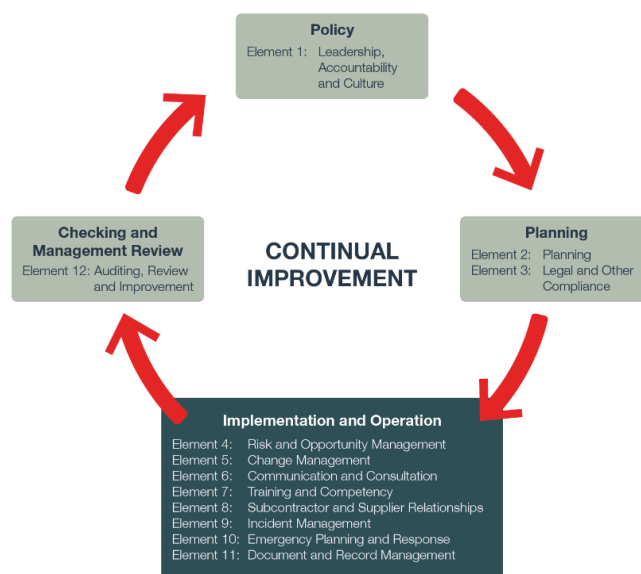 Policy
Element 1: Leadership,
Accountability
and Culture
Checking and
Management Review
Element 12: Auditing, Review
and Improvement
CONTINUAL
IMPROVEMENT
Planning
Element 2: Planning
Element 3: Legal and Other
Compliance
Implementation and Operation
Element 4: Risk and Opportunity Management
Element 5: Change Management
Element 6: Communication and Consultation
Element 7: Training and Competency
Element 8: Subcontractor and Supplier Relationships
Element 9: Incident Management
Element 10: Emergency Planning and Response
Element 11: Document and Record Management